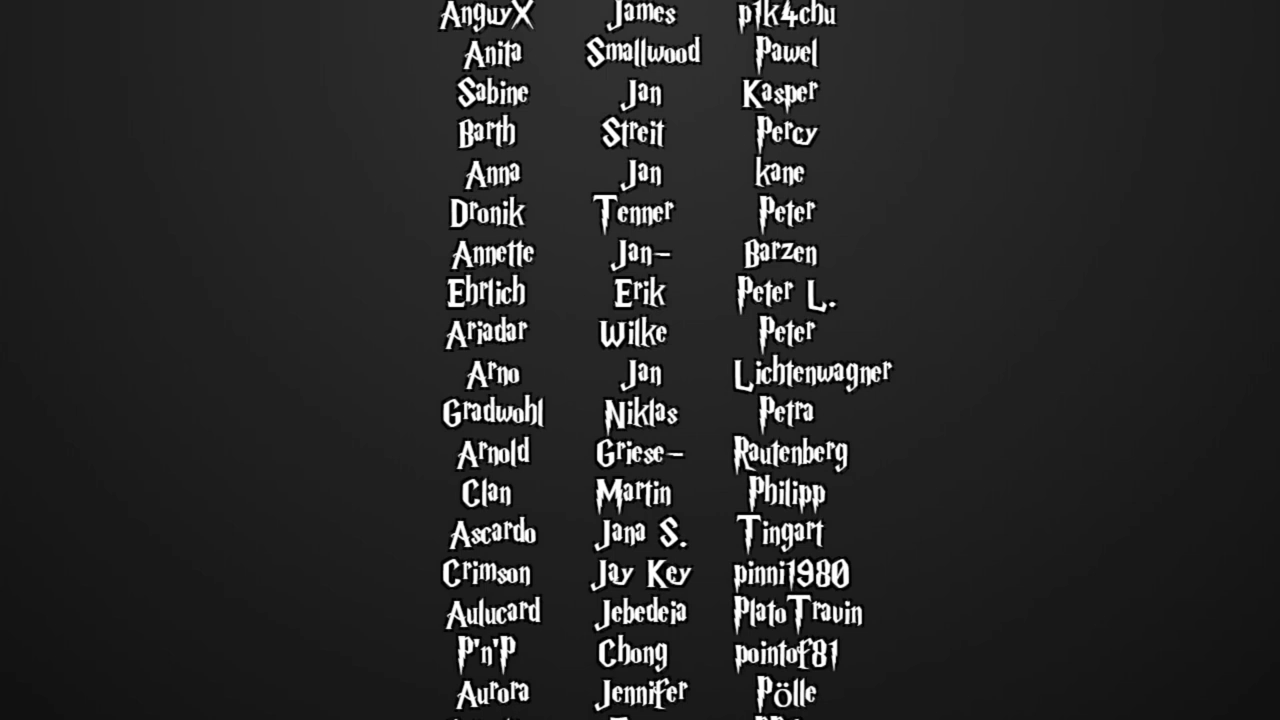 AnguyX James p1k4chu
Anita Smallwood Pawel
Sabine Jan Kasper
Barth Streit Percy
Anna Jan kane
Dronik Tenner Peter
Annette Jan- Barzen
Ehrlich Erik Peter L.
Ariadar Wilke Peter
Arno Jan Lichtenwagner
Gradwohl Niklas Petra
Arnold Griese- Rautenberg
Clan Martin Philipp
Ascardo Jana S. Tingart
Crimson Jay Key pinni1980
Aulucard Jebedeia PlatoTravin
P'n'P Chong pointof81
Aurora Jennifer Pölle